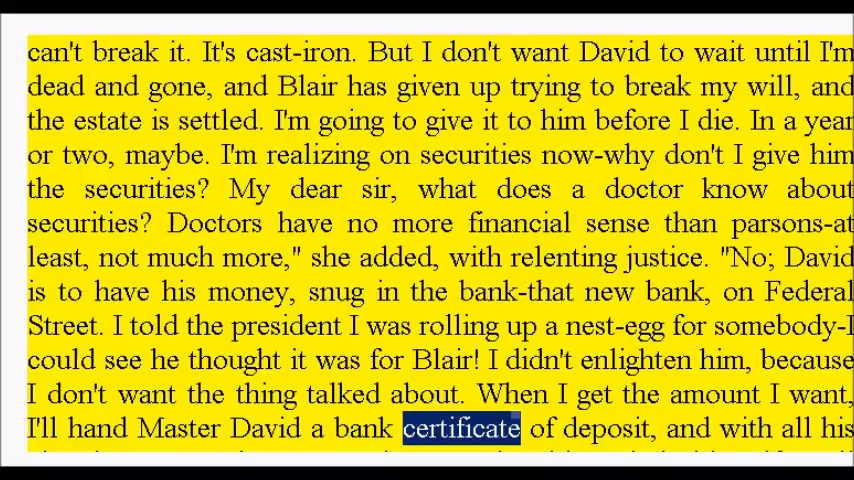 can't break it. It's cast-iron. But I don't want David to wait until I'm
dead and gone, and Blair has given up trying to break my will, and
the estate is settled. I'm going to give it to him before I die. In a year
or two, maybe. I'm realizing on securities now-why don't I give him
the securities? My dear sir, what does a doctor know about
securities? Doctors have no more financial sense than parsons-at
least, not much more," she added, with relenting justice. "No; David
is to have his money, snug in the bank-that new bank, on Federal
Street. I told the president I was rolling up a nest-egg for somebody-I
could see he thought it was for Blair! I didn't enlighten him, because
I don't want the thing talked about. When I get the amount I want,
I'll hand Master David a bank certificate of deposit, and with all his